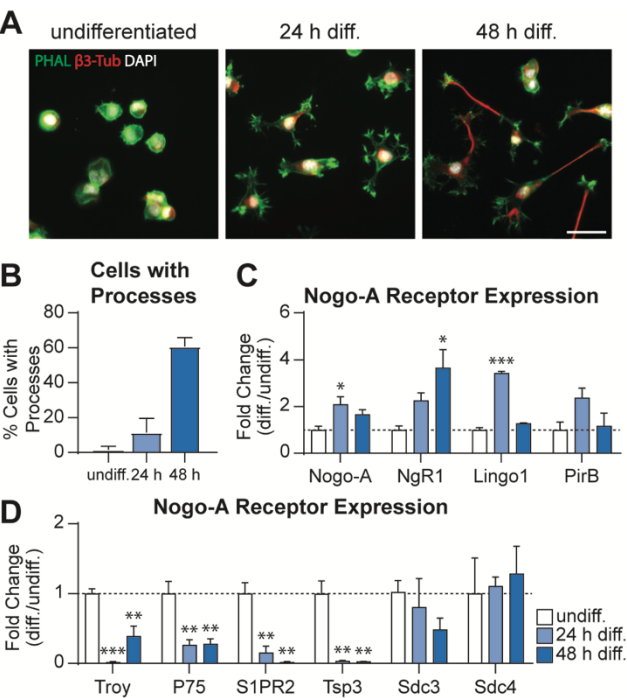 A
undifferentiated
24 h diff.
48 h diff.
PHAL β3-Tub DAPI
B
Cells with
Processes
% Cells with
Processes
80
60
40
20
0
undiff. 24 h 48 h
C
Nogo-A Receptor Expression
Fold Change
(diff./undiff.)
6
4
2
0
*
*
***
Nogo-A NgR1 Lingo1 PirB
D
Nogo-A Receptor Expression
Fold Change
(diff./undiff.)
2
1
0
*** **
** **
** **
** **
Troy P75 S1PR2 Tsp3 Sdc3 Sdc4
undiff.
24 h diff.
48 h diff.